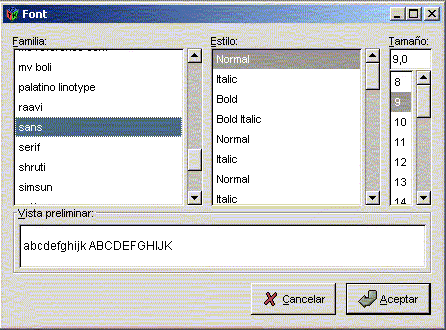 Font
Familia: Estilo: Tamaño:
mv boli
palatino linotype
raavi
sans
serif
shruti
simsun
Normal
Italic
Bold
Bold Italic
Normal
Italic
Normal
Italic
9,0
8
9
10
11
12
13
14
Vista preliminar:
abcdefghijk ABCDEFGHIJK
Cancelar
Aceptar